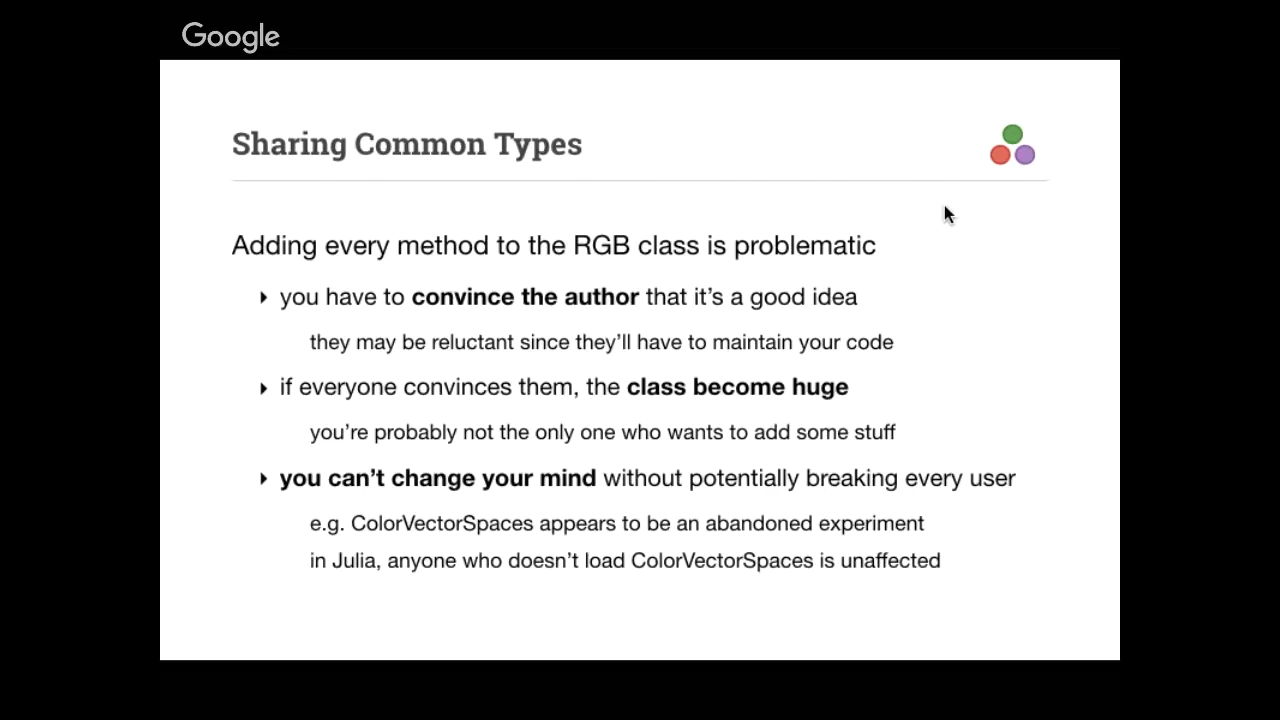 Google
Sharing Common Types
Adding every method to the RGB class is problematic
you have to convince the author that it’s a good idea
they may be reluctant since they’ll have to maintain your code
if everyone convinces them, the class become huge
you’re probably not the only one who wants to add some stuff
you can’t change your mind without potentially breaking every user
e.g. ColorVectorSpaces appears to be an abandoned experiment
in Julia, anyone who doesn’t load ColorVectorSpaces is unaffected